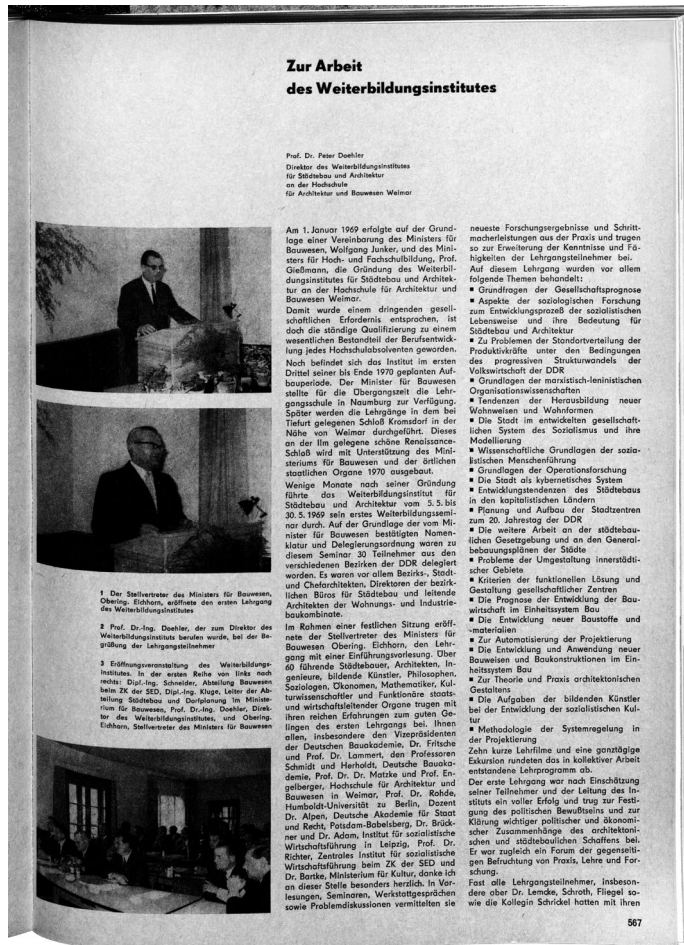 Zur Arbeit
des Weiterbildungsinstitutes
Prof. Dr. Peter Doehler
Direktor des Weiterbildungsinstitutes
für Städtebau und Architektur
an der Hochschule
für Architektur und Bauwesen Weimar
1 Der Stellvertreter des Ministers für Bauwesen,
Obering. Eichhorn, eröffnete den ersten Lehrgang
des Weiterbildungsinstituts
2 Prof. Dr.-Ing. Doehler, der zum Direktor des
Weiterbildungsinstituts berufen wurde, bei der Be-
grüßung der Lehrgangsteilnehmer
3 Eröffnungsveranstaltung des Weiterbildungs-
instituts. In der ersten Reihe von links nach
rechts: Dipl.-Ing. Schneider, Abteilung Bauwesen
beim ZK der SED, Dipl.-Ing. Kluge, Leiter der Ab-
teilung Städtebau und Dorfplanung im Ministe-
rium für Bauwesen, Prof. Dr.-Ing. Doehler, Direk-
tor des Weiterbildungsinstitutes, und Obering.
Eichhorn, Stellvertreter des Ministers für Bauwesen
Am 1. Januar 1969 erfolgte auf der Grund-
lage einer Vereinbarung des Ministers für
Bauwesen, Wolfgang Junker, und des Mini-
sters für Hoch- und Fachschulbildung, Prof.
Gießmann, die Gründung des Weiterbil-
dungsinstituts für Städtebau und Architek-
tur an der Hochschule für Architektur und
Bauwesen Weimar.
Damit wurde einem dringenden gesell-
schaftlichen Erfordernis entsprochen, ist
doch die ständige Qualifizierung zu einem
wesentlichen Bestandteil der Berufsentwick-
lung jedes Hochschulabsolventen geworden.
Noch befindet sich das Institut im ersten
Drittel seiner bis Ende 1970 geplanten Auf-
bauperiode. Der Minister für Bauwesen
stellte für die Übergangszeit die Lehr-
gangsschule in Naumburg zur Verfügung.
Später werden die Lehrgänge in dem bei
Tiefurt gelegenen Schloß Kromsdorf in der
Nähe von Weimar durchgeführt. Dieses
an der Ilm gelegene schöne Renaissance-
Schloß wird mit Unterstützung des Mini-
steriums für Bauwesen und der örtlichen
staatlichen Organe 1970 ausgebaut.
Wenige Monate nach seiner Gründung
führte das Weiterbildungsinstitut für
Städtebau und Architektur vom 5. 5. bis
30. 5. 1969 sein erstes Weiterbildungssemi-
nar durch. Auf der Grundlage der vom Mi-
nister für Bauwesen bestätigten Nomen-
klatur und Delegierungsordnung waren zu
diesem Seminar 30 Teilnehmer aus den
verschiedenen Bezirken der DDR delegiert
worden. Es waren vor allem Bezirks-, Stadt-
und Chefarchitekten, Direktoren der bezirk-
lichen Büros für Städtebau und leitende
Architekten der Wohnungs- und Industrie-
baukombinate.
Im Rahmen einer festlichen Sitzung eröff-
nete der Stellvertreter des Ministers für
Bauwesen Obering. Eichhorn, den Lehr-
gang mit einer Einführungsvorlesung. Über
60 führende Städtebauer, Architekten, In-
genieure, bildende Künstler, Philosophen,
Soziologen, Ökonomen, Mathematiker, Kul-
turwissenschaftler und Funktionäre staats-
und wirtschaftsleitender Organe trugen mit
ihren reichen Erfahrungen zum guten Ge-
lingen des ersten Lehrgangs bei. Ihnen
allen, insbesondere den Vizepräsidenten
der Deutschen Bauakademie, Dr. Fritsche
und Prof. Dr. Lammert, den Professoren
Schmidt und Herholdt, Deutsche Bauaka-
demie, Prof. Dr. Dr. Matzke und Prof. En-
gelberger, Hochschule für Architektur und
Bauwesen in Weimar, Prof. Dr. Rohde,
Humboldt-Universität zu Berlin, Dozent
Dr. Alpen, Deutsche Akademie für Staat
und Recht, Potsdam-Babelsberg, Dr. Brück-
ner und Dr. Adam, Institut für sozialistische
Wirtschaftsführung in Leipzig, Prof. Dr.
Richter, Zentrales Institut für sozialistische
Wirtschaftsführung beim ZK der SED und
Dr. Bartke, Ministerium für Kultur, danke ich
an dieser Stelle besonders herzlich. In Vor-
lesungen, Seminaren, Werkstattgesprächen
sowie Problemdiskussionen vermittelten sie
neueste Forschungsergebnisse und Schritt-
macherleistungen aus der Praxis und trugen
so zur Erweiterung der Kenntnisse und Fä-
higkeiten der Lehrgangsteilnehmer bei.
Auf diesem Lehrgang wurden vor allem
folgende Themen behandelt:
■ Grundfragen der Gesellschaftsprognose
■ Aspekte der soziologischen Forschung
zum Entwicklungsprozeß der sozialistischen
Lebensweise und ihre Bedeutung für
Städtebau und Architektur
■ Zu Problemen der Standortverteilung der
Produktivkräfte unter den Bedingungen
des progressiven Strukturwandels der
Volkswirtschaft der DDR
■ Grundlagen der marxistisch-leninistischen
Organisationswissenschaften
■ Tendenzen der Herausbildung neuer
Wohnweisen und Wohnformen
■ Die Stadt im entwickelten gesellschaft-
lichen System des Sozialismus und ihre
Modellierung
■ Wissenschaftliche Grundlagen der sozia-
listischen Menschenführung
■ Grundlagen der Operationsforschung
■ Die Stadt als kybernetisches System
■ Entwicklungstendenzen des Städtebaus
in den kapitalistischen Ländern
■ Planung und Aufbau der Stadtzentren
zum 20. Jahrestag der DDR
■ Die weitere Arbeit an der städtebau-
lichen Gesetzgebung und an den General-
bebauungsplänen der Städte
■ Probleme der Umgestaltung innerstädti-
scher Gebiete
■ Kriterien der funktionellen Lösung und
Gestaltung gesellschaftlicher Zentren
■ Die Prognose der Entwicklung der Bau-
wirtschaft im Einheitssystem Bau
■ Die Entwicklung neuer Baustoffe und
-materialien
■ Zur Automatisierung der Projektierung
■ Die Entwicklung und Anwendung neuer
Bauweisen und Baukonstruktionen im Ein-
heitssystem Bau
■ Zur Theorie und Praxis architektonischen
Gestaltens
■ Die Aufgaben der bildenden Künstler
bei der Entwicklung der sozialistischen Kul-
tur
■ Methodologie der Systemregelung in
der Projektierung
Zehn kurze Lehrfilme und eine ganztägige
Exkursion rundeten das in kollektiver Arbeit
entstandene Lehrprogramm ab.
Der erste Lehrgang war nach Einschätzung
seiner Teilnehmer und der Leitung des In-
stituts ein voller Erfolg und trug zur Festi-
gung des politischen Bewußtseins und zur
Klärung wichtiger politischer und ökonomi-
scher Zusammenhänge des architektoni-
schen und städtebaulichen Schaffens bei.
Er war zugleich ein Forum der gegenseiti-
gen Befruchtung von Praxis, Lehre und For-
schung.
Fast alle Lehrgangsteilnehmer, insbeson-
dere aber Dr. Lemcke, Schroth, Fliegel so-
wie die Kollegin Schrickel hatten mit ihren
567